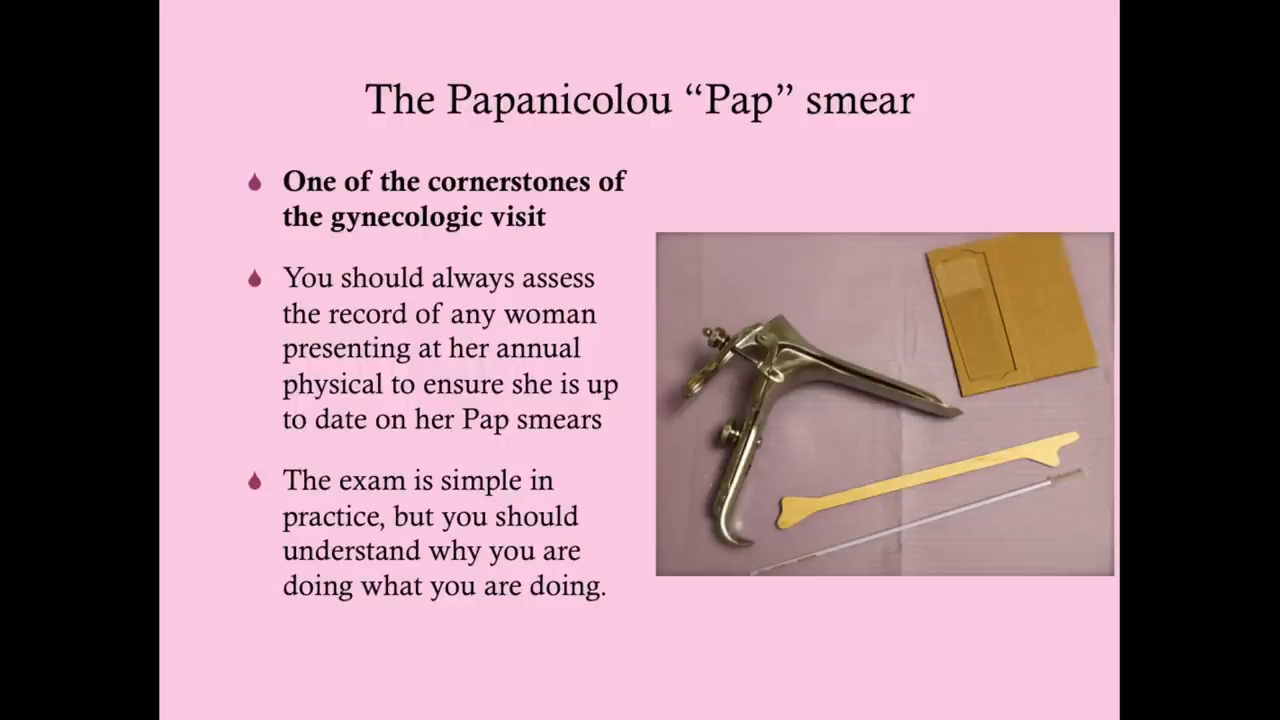 The Papanicolou “Pap” smear
One of the cornerstones of
the gynecologic visit
You should always assess
the record of any woman
presenting at her annual
physical to ensure she is up
to date on her Pap smears
The exam is simple in
practice, but you should
understand why you are
doing what you are doing.